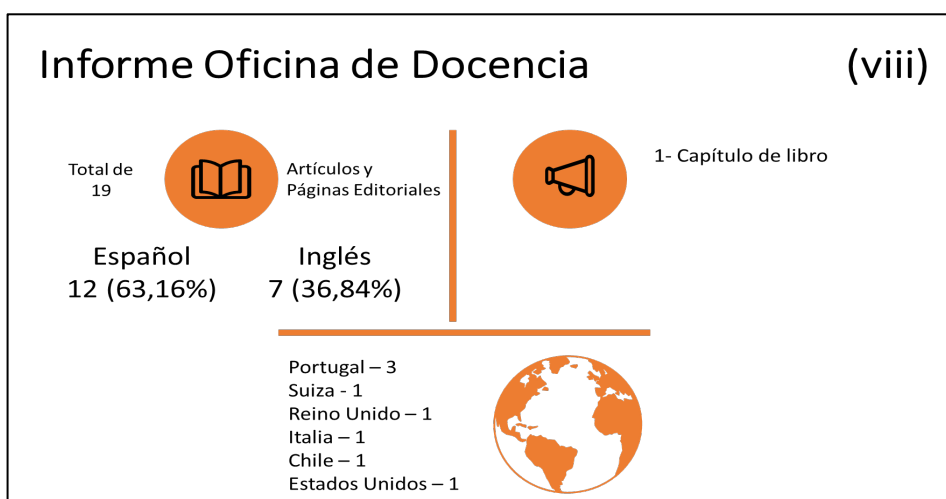 Informe Oficina de Docencia (viii)
Total de
19
Artículos y
Páginas Editoriales
Español
12 (63,16%)
Inglés
7 (36,84%)
1- Capítulo de libro
Portugal – 3
Suiza - 1
Reino Unido – 1
Italia – 1
Chile – 1
Estados Unidos – 1